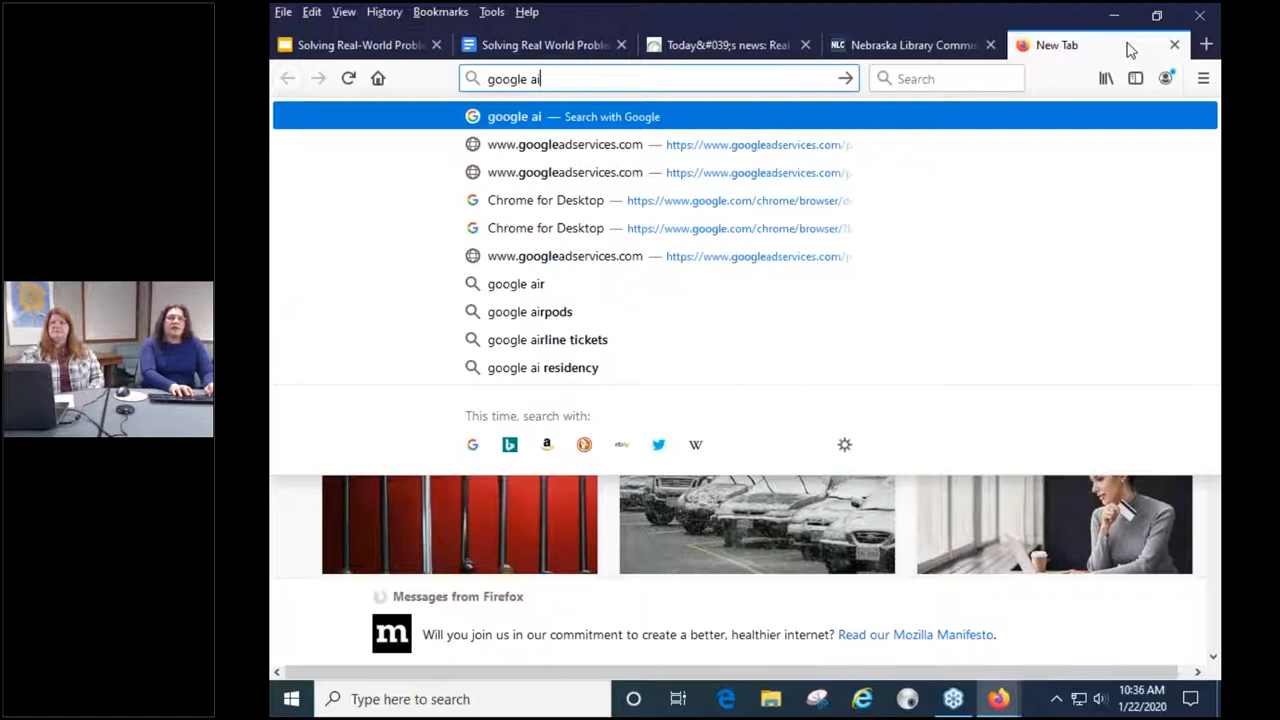 File Edit View History Bookmarks Tools Help
Solving Real-World Probl Solving Real World Proble Today&#039;s news: Real NLC Nebraska Library Commis New Tab
google ai Search
google ai — Search with Google
www.googleadservices.com — https://www.googleadservices.com/p
www.googleadservices.com — https://www.googleadservices.com/p
Chrome for Desktop — https://www.google.com/chrome/browser/d
Chrome for Desktop — https://www.google.com/chrome/browser/?
www.googleadservices.com — https://www.googleadservices.com/p
google air
google airpods
google airline tickets
google ai residency
This time, search with:
G b a ebay W
Messages from Firefox
m Will you join us in our commitment to create a better, healthier internet? Read our Mozilla Manifesto.
Type here to search
10:36 AM
1/22/2020